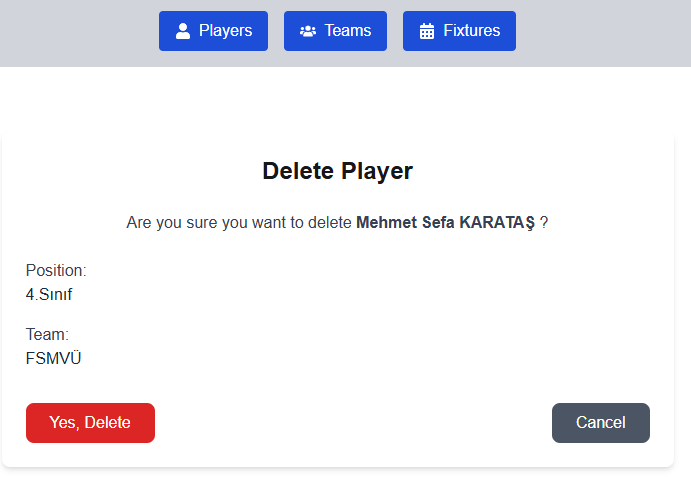 Players Teams Fixtures
Delete Player
Are you sure you want to delete Mehmet Sefa KARATAŞ ?
Position:
4.Sınıf
Team:
FSMVÜ
Yes, Delete Cancel